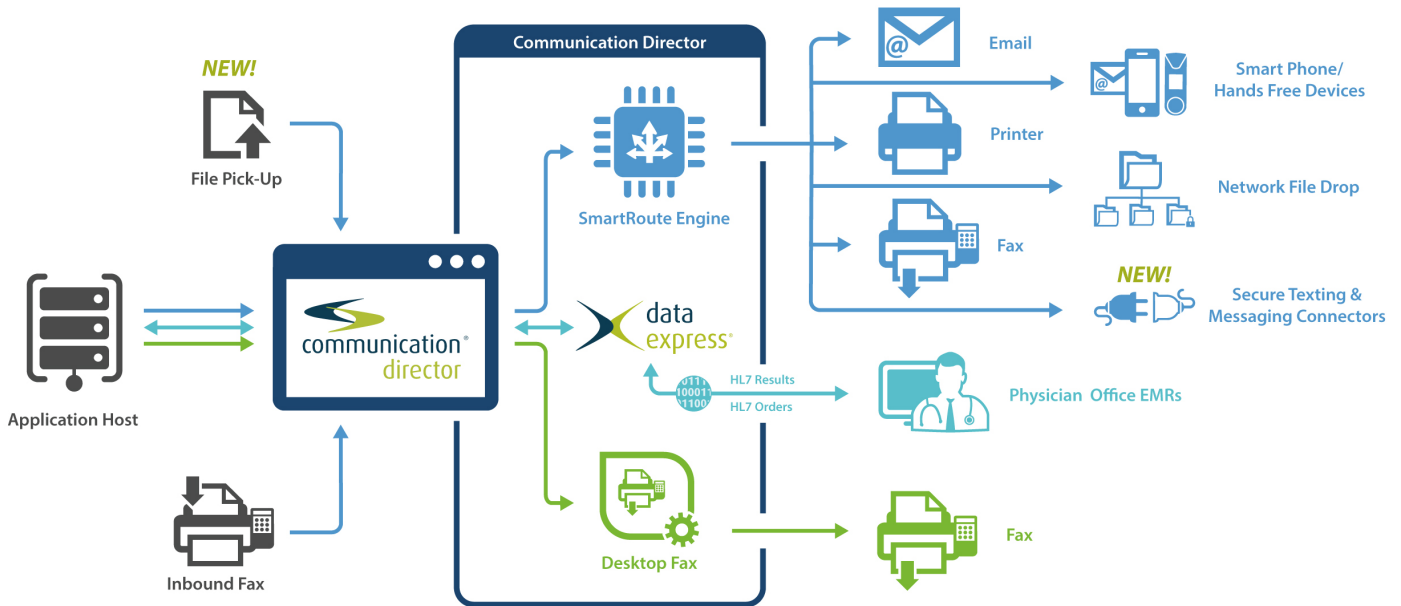 Communication Director
NEW!
File Pick-Up
Application Host
Inbound Fax
communication®
director
SmartRoute Engine
data
express®
HL7 Results
HL7 Orders
Desktop Fax
@
Email
@
Smart Phone/
Hands Free Devices
Printer
Network File Drop
Fax
NEW!
Secure Texting &
Messaging Connectors
Physician Office EMRs
Fax